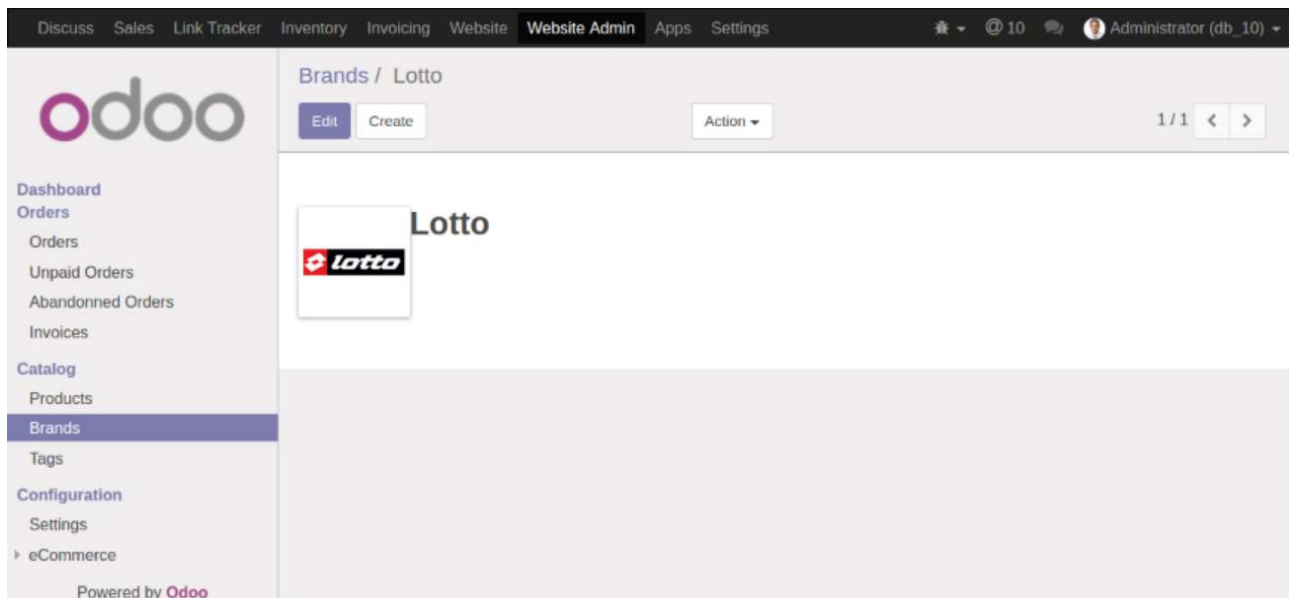 Discuss Sales Link Tracker Inventory Invoicing Website Website Admin Apps Settings @ 10 Administrator (db_10)
odoo
Brands / Lotto
Edit Create Action 1 / 1
Dashboard
Orders
Orders
Unpaid Orders
Abandonned Orders
Invoices
Catalog
Products
Brands
Tags
Configuration
Settings
eCommerce
Powered by Odoo
Lotto
lotto